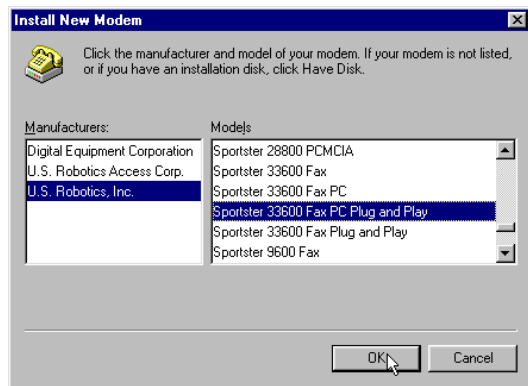 Install New Modem
Click the manufacturer and model of your modem. If your modem is not listed,
or if you have an installation disk, click Have Disk.
Manufacturers:
Digital Equipment Corporation
U.S. Robotics Access Corp.
U.S. Robotics, Inc.
Models
Sportster 28800 PCMCIA
Sportster 33600 Fax
Sportster 33600 Fax PC
Sportster 33600 Fax PC Plug and Play
Sportster 33600 Fax Plug and Play
Sportster 9600 Fax
OK
Cancel